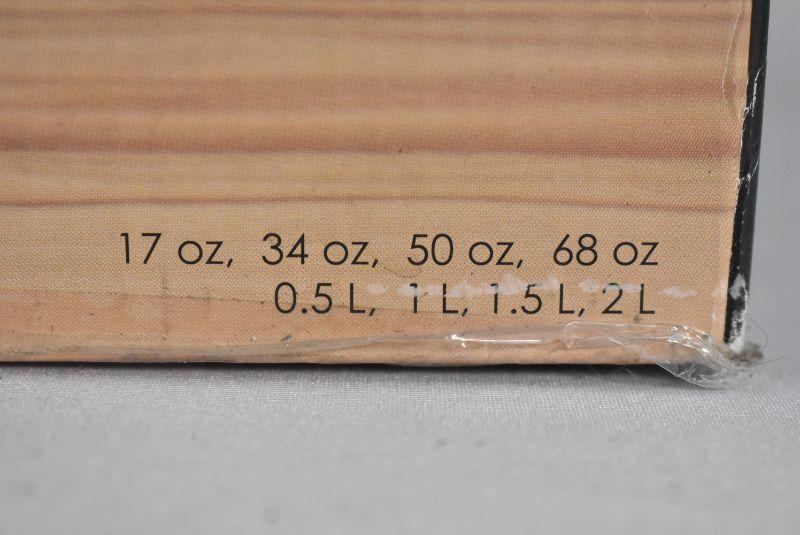 17 oz, 34 oz, 50 oz, 68 oz
0.5 L, 1 L, 1.5 L, 2 L